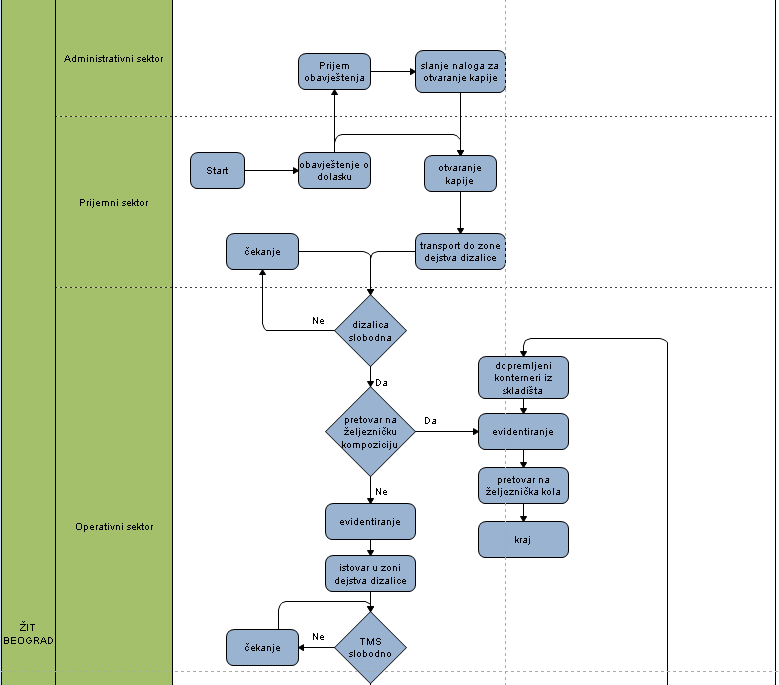 Administrativni sektor
Prijem
obavještenja
slanje naloga za
otvaranje kapije
Prijemni sektor
Start
obavještenje o
dolasku
otvaranje
kapije
čekanje
transport do zone
dejstva dizalice
Operativni sektor
ŽIT
BEOGRAD
Ne
dizalica
slobodna
Da
dopremljeni
konterneri iz
skladišta
pretovar na
željezničku
kompoziciju
Da
evidentiranje
Ne
pretovar na
željeznička kola
evidentiranje
kraj
istovar u zoni
dejstva dizalice
čekanje
Ne
TMS
slobodno